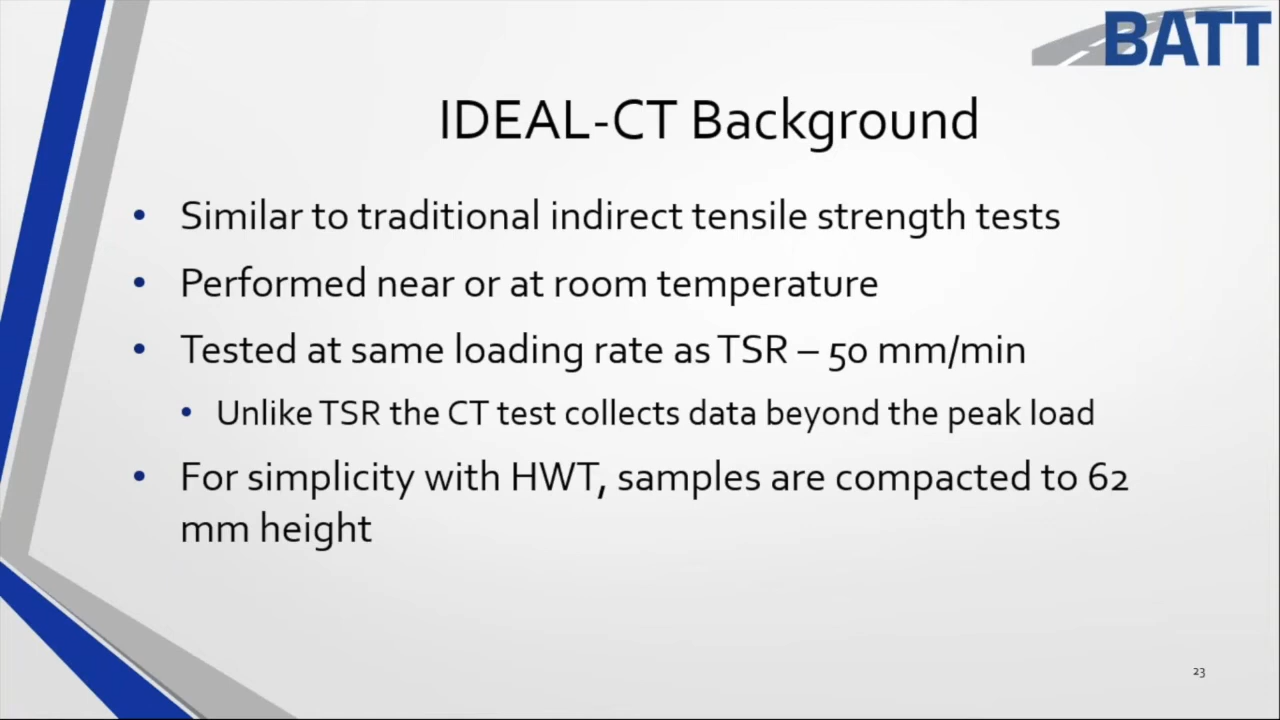 BATT
IDEAL-CT Background
• Similar to traditional indirect tensile strength tests
• Performed near or at room temperature
• Tested at same loading rate as TSR – 50 mm/min
• Unlike TSR the CT test collects data beyond the peak load
• For simplicity with HWT, samples are compacted to 62
mm height
23